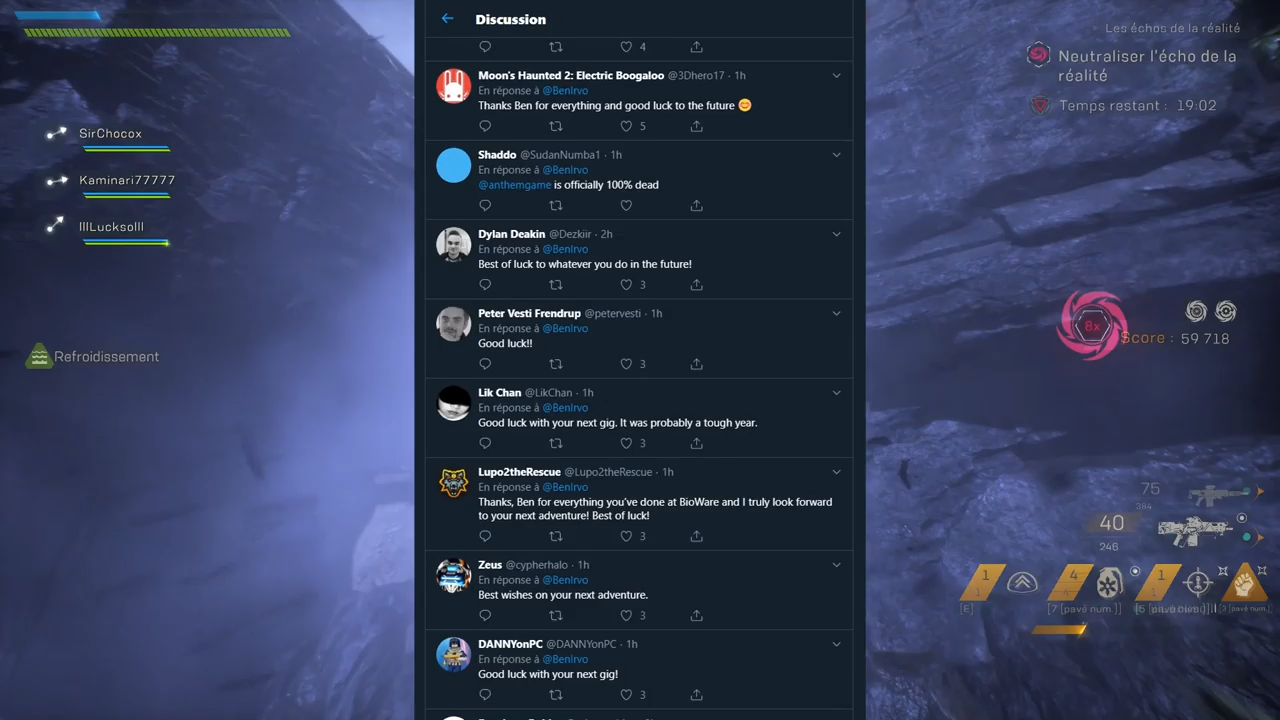 Discussion
4
Moon's Haunted 2: Electric Boogaloo @3Dhero17 · 1h
En réponse à @BenIrvo
Thanks Ben for everything and good luck to the future 😊
5
Shaddo @SudanNumba1 · 1h
En réponse à @BenIrvo
@anthemgame is officially 100% dead
Dylan Deakin @Dezkiir · 2h
En réponse à @BenIrvo
Best of luck to whatever you do in the future!
3
Peter Vesti Frendrup @petervesti · 1h
En réponse à @BenIrvo
Good luck!!
3
Lik Chan @LikChan · 1h
En réponse à @BenIrvo
Good luck with your next gig. It was probably a tough year.
3
Lupo2theRescue @Lupo2theRescue · 1h
En réponse à @BenIrvo
Thanks, Ben for everything you've done at BioWare and I truly look forward
to your next adventure! Best of luck!
3
Zeus @cypherhalo · 1h
En réponse à @BenIrvo
Best wishes on your next adventure.
3
DANNYonPC @DANNYonPC · 1h
En réponse à @BenIrvo
Good luck with your next gig!
3
SirChocox
Kaminari77777
lllLucksolll
Refroidissement
Les échos de la réalité
Neutraliser l'écho de la
réalité
Temps restant : 19:02
8x
Score : 59 718
75
384
40
246
1
4
1
[E]
[7 [pavé num.]]
[3 [pavé num.]]